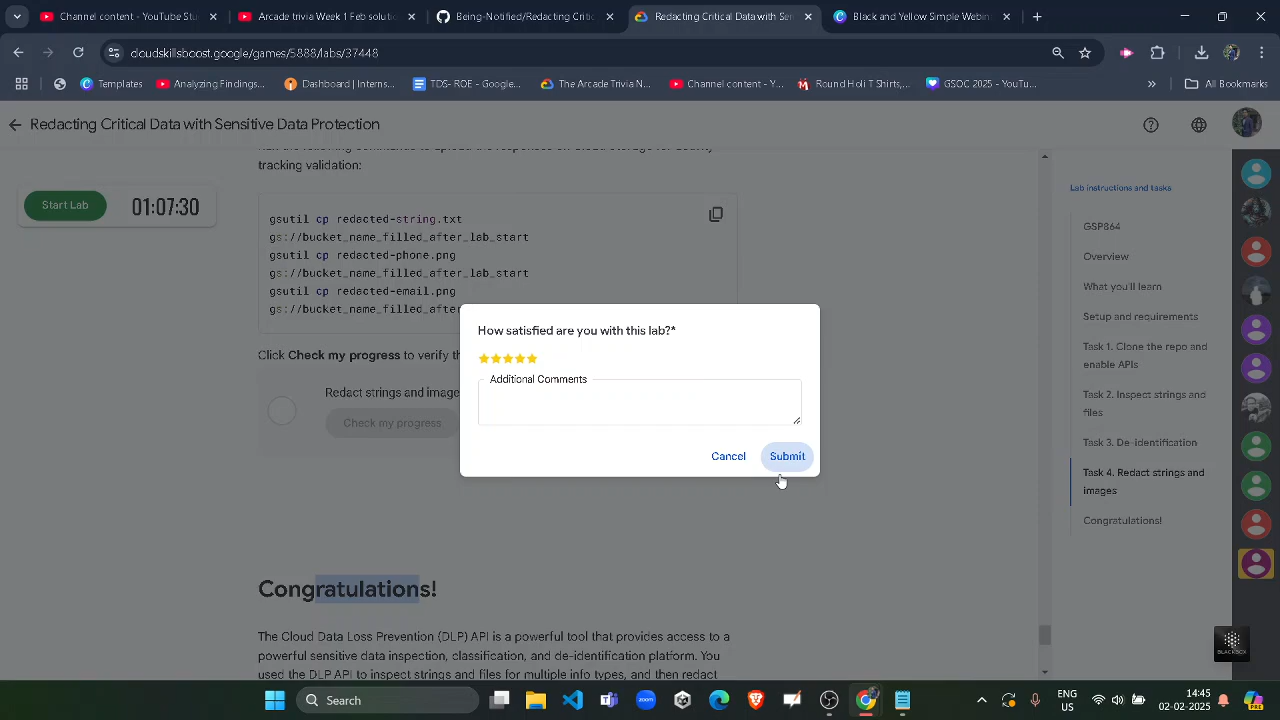 Channel content - YouTube Stu
Arcade trivia Week 1 Feb solution
Being-Notified/Redacting Critic
Redacting Critical Data with Sen
Black and Yellow Simple Webin
cloudskillsboost.google/games/5888/labs/37448
Templates
Analyzing Findings...
Dashboard | Interns...
TDS- ROE - Google...
The Arcade Trivia N...
Channel content - Y...
Round Holi T Shirts,...
GSOC 2025 - YouTu...
All Bookmarks
Redacting Critical Data with Sensitive Data Protection
tracking validation:
Start Lab
01:07:30
gsutil cp redacted-string.txt
gs://bucket_name_filled_after_lab_start
gsutil cp redacted-phone.png
gs://bucket_name_filled_after_lab_start
gsutil cp redacted-email.png
gs://bucket_name_filled_after
Click Check my progress to verify th
Redact strings and image
Check my progress
How satisfied are you with this lab?*
Additional Comments
Cancel
Submit
Congratulations!
The Cloud Data Loss Prevention (DLP) API is a powerful tool that provides access to a
powerful sensitive data inspection, classification, and de-identification platform. You
used the DLP API to inspect strings and files for multiple info types, and then redact
Lab instructions and tasks
GSP864
Overview
What you'll learn
Setup and requirements
Task 1. Clone the repo and
enable APIs
Task 2. Inspect strings and
files
Task 3. De-identification
Task 4. Redact strings and
images
Congratulations!
BLACKBOX
Search
zoom
ENG
US
14:45
02-02-2025
PRE